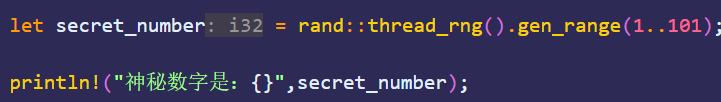 let secret_number: i32 = rand::thread_rng().gen_range(1..101);
println!("神秘数字是：{}",secret_number);